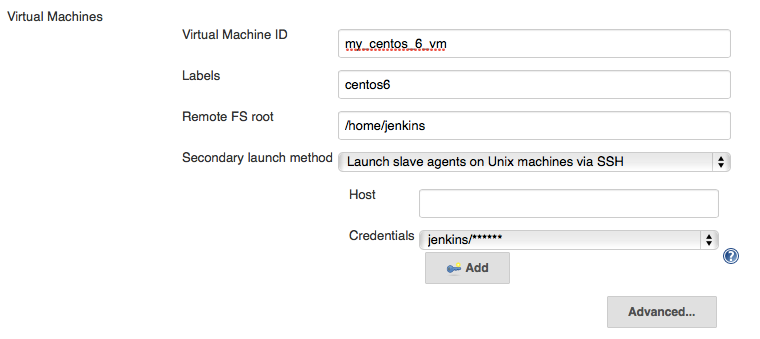 Virtual Machines
Virtual Machine ID
my_centos_6_vm
Labels
centos6
Remote FS root
/home/jenkins
Secondary launch method
Launch slave agents on Unix machines via SSH
Host
Credentials
jenkins/******
?
Add
Advanced...